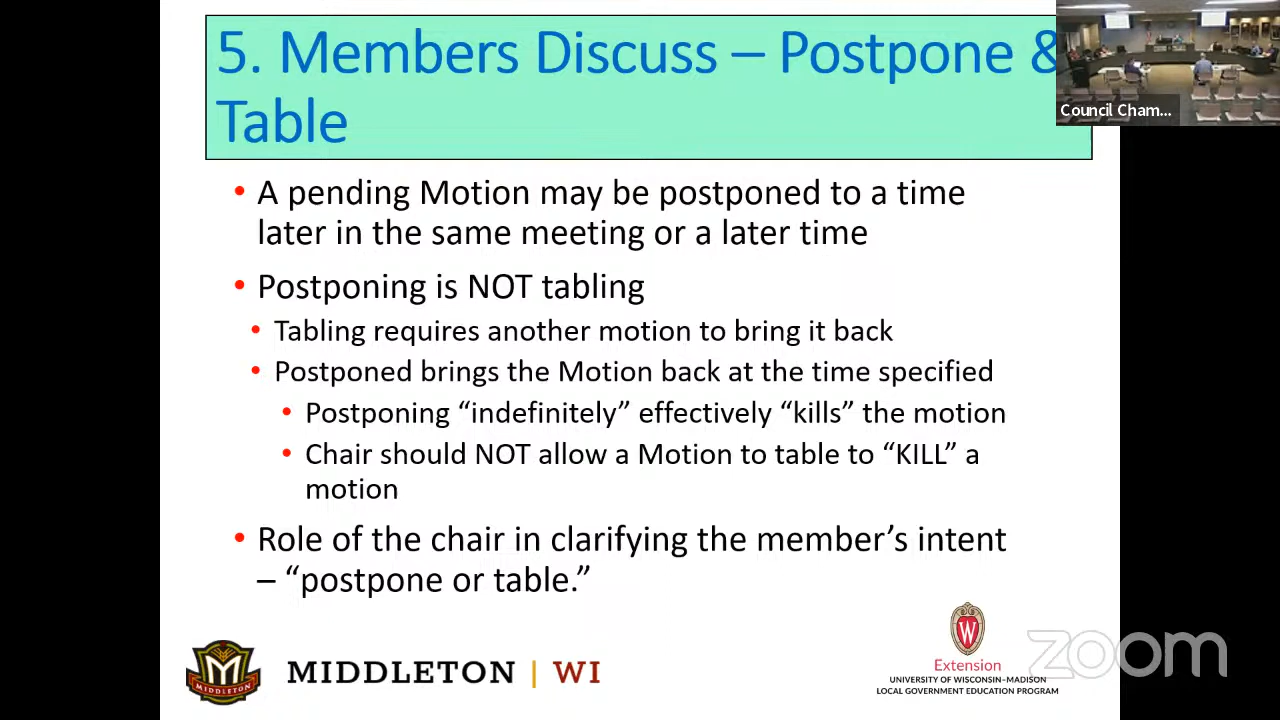 5. Members Discuss – Postpone &
Table
Council Cham...
• A pending Motion may be postponed to a time
later in the same meeting or a later time
• Postponing is NOT tabling
• Tabling requires another motion to bring it back
• Postponed brings the Motion back at the time specified
• Postponing “indefinitely” effectively “kills” the motion
• Chair should NOT allow a Motion to table to “KILL” a
motion
• Role of the chair in clarifying the member’s intent
– “postpone or table.”
MIDDLETON
MIDDLETON | WI
W
Extension
UNIVERSITY OF WISCONSIN–MADISON
LOCAL GOVERNMENT EDUCATION PROGRAM
zoom